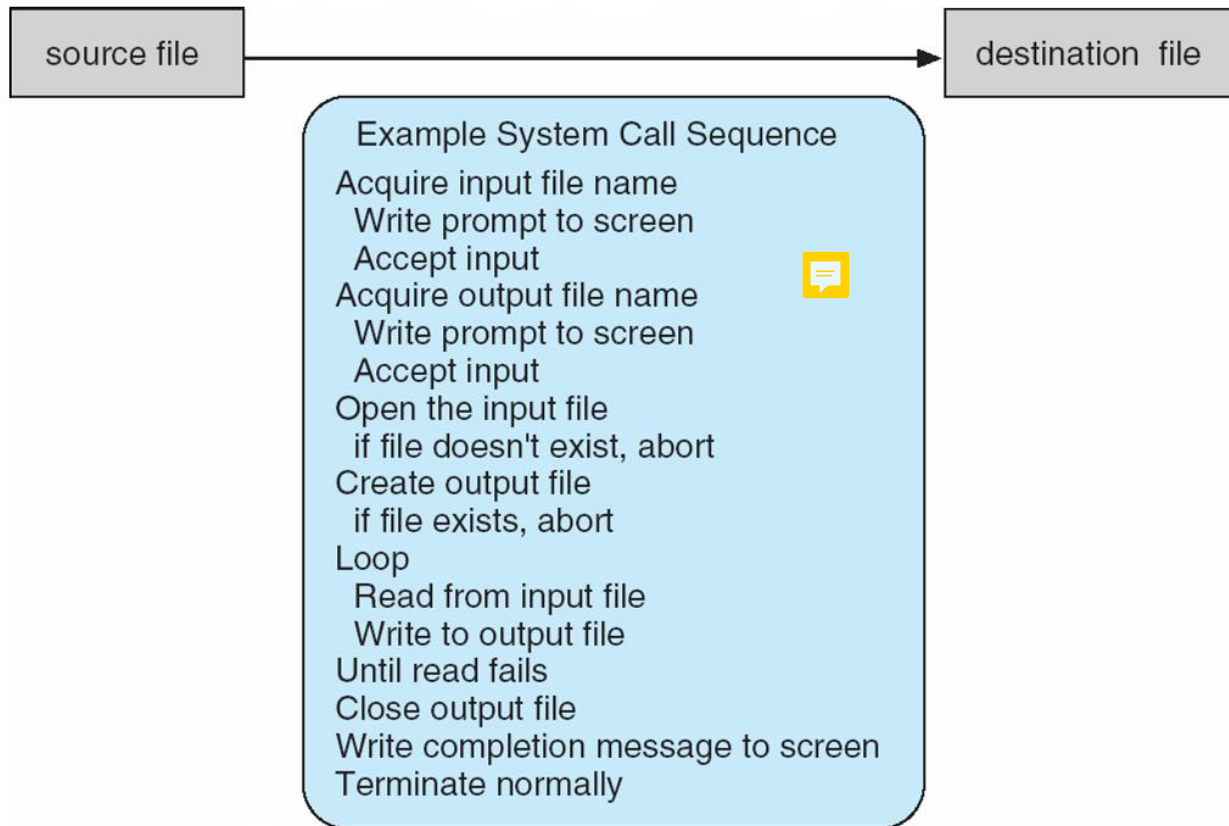 source file
destination file
Example System Call Sequence
Acquire input file name
Write prompt to screen
Accept input
Acquire output file name
Write prompt to screen
Accept input
Open the input file
if file doesn't exist, abort
Create output file
if file exists, abort
Loop
Read from input file
Write to output file
Until read fails
Close output file
Write completion message to screen
Terminate normally